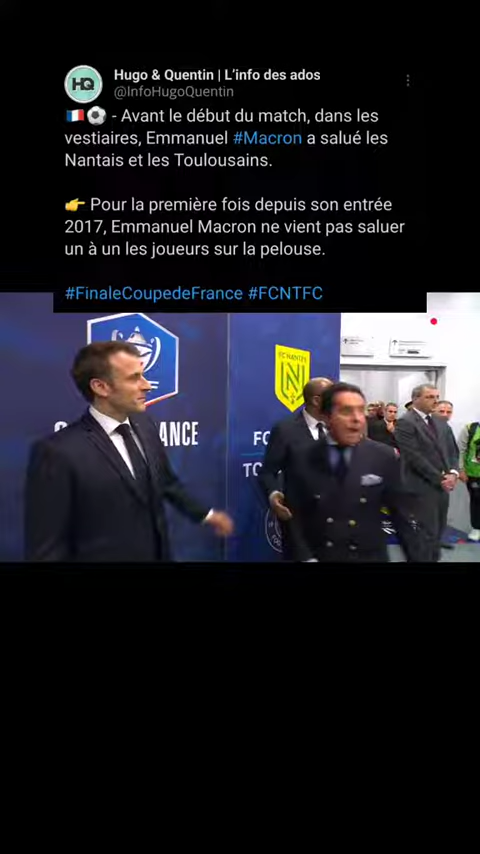 Hugo & Quentin | L'info des ados
@InfoHugoQuentin
🇫🇷⚽ - Avant le début du match, dans les
vestiaires, Emmanuel #Macron a salué les
Nantais et les Toulousains.
👉 Pour la première fois depuis son entrée
2017, Emmanuel Macron ne vient pas saluer
un à un les joueurs sur la pelouse.
#FinaleCoupedeFrance #FCNTFC
HQ
FC NANTES
ANCE
FC
TC